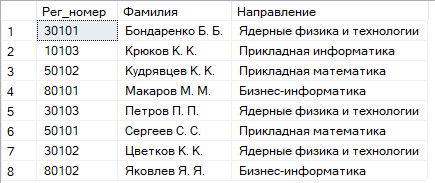 Рег_номер Фамилия Направление
1 30101 Бондаренко Б. Б. Ядерные физика и технологии
2 10103 Крюков К. К. Прикладная информатика
3 50102 Кудрявцев К. К. Прикладная математика
4 80101 Макаров М. М. Бизнес-информатика
5 30103 Петров П. П. Ядерные физика и технологии
6 50101 Сергеев С. С. Прикладная математика
7 30102 Цветков К. К. Ядерные физика и технологии
8 80102 Яковлев Я. Я. Бизнес-информатика